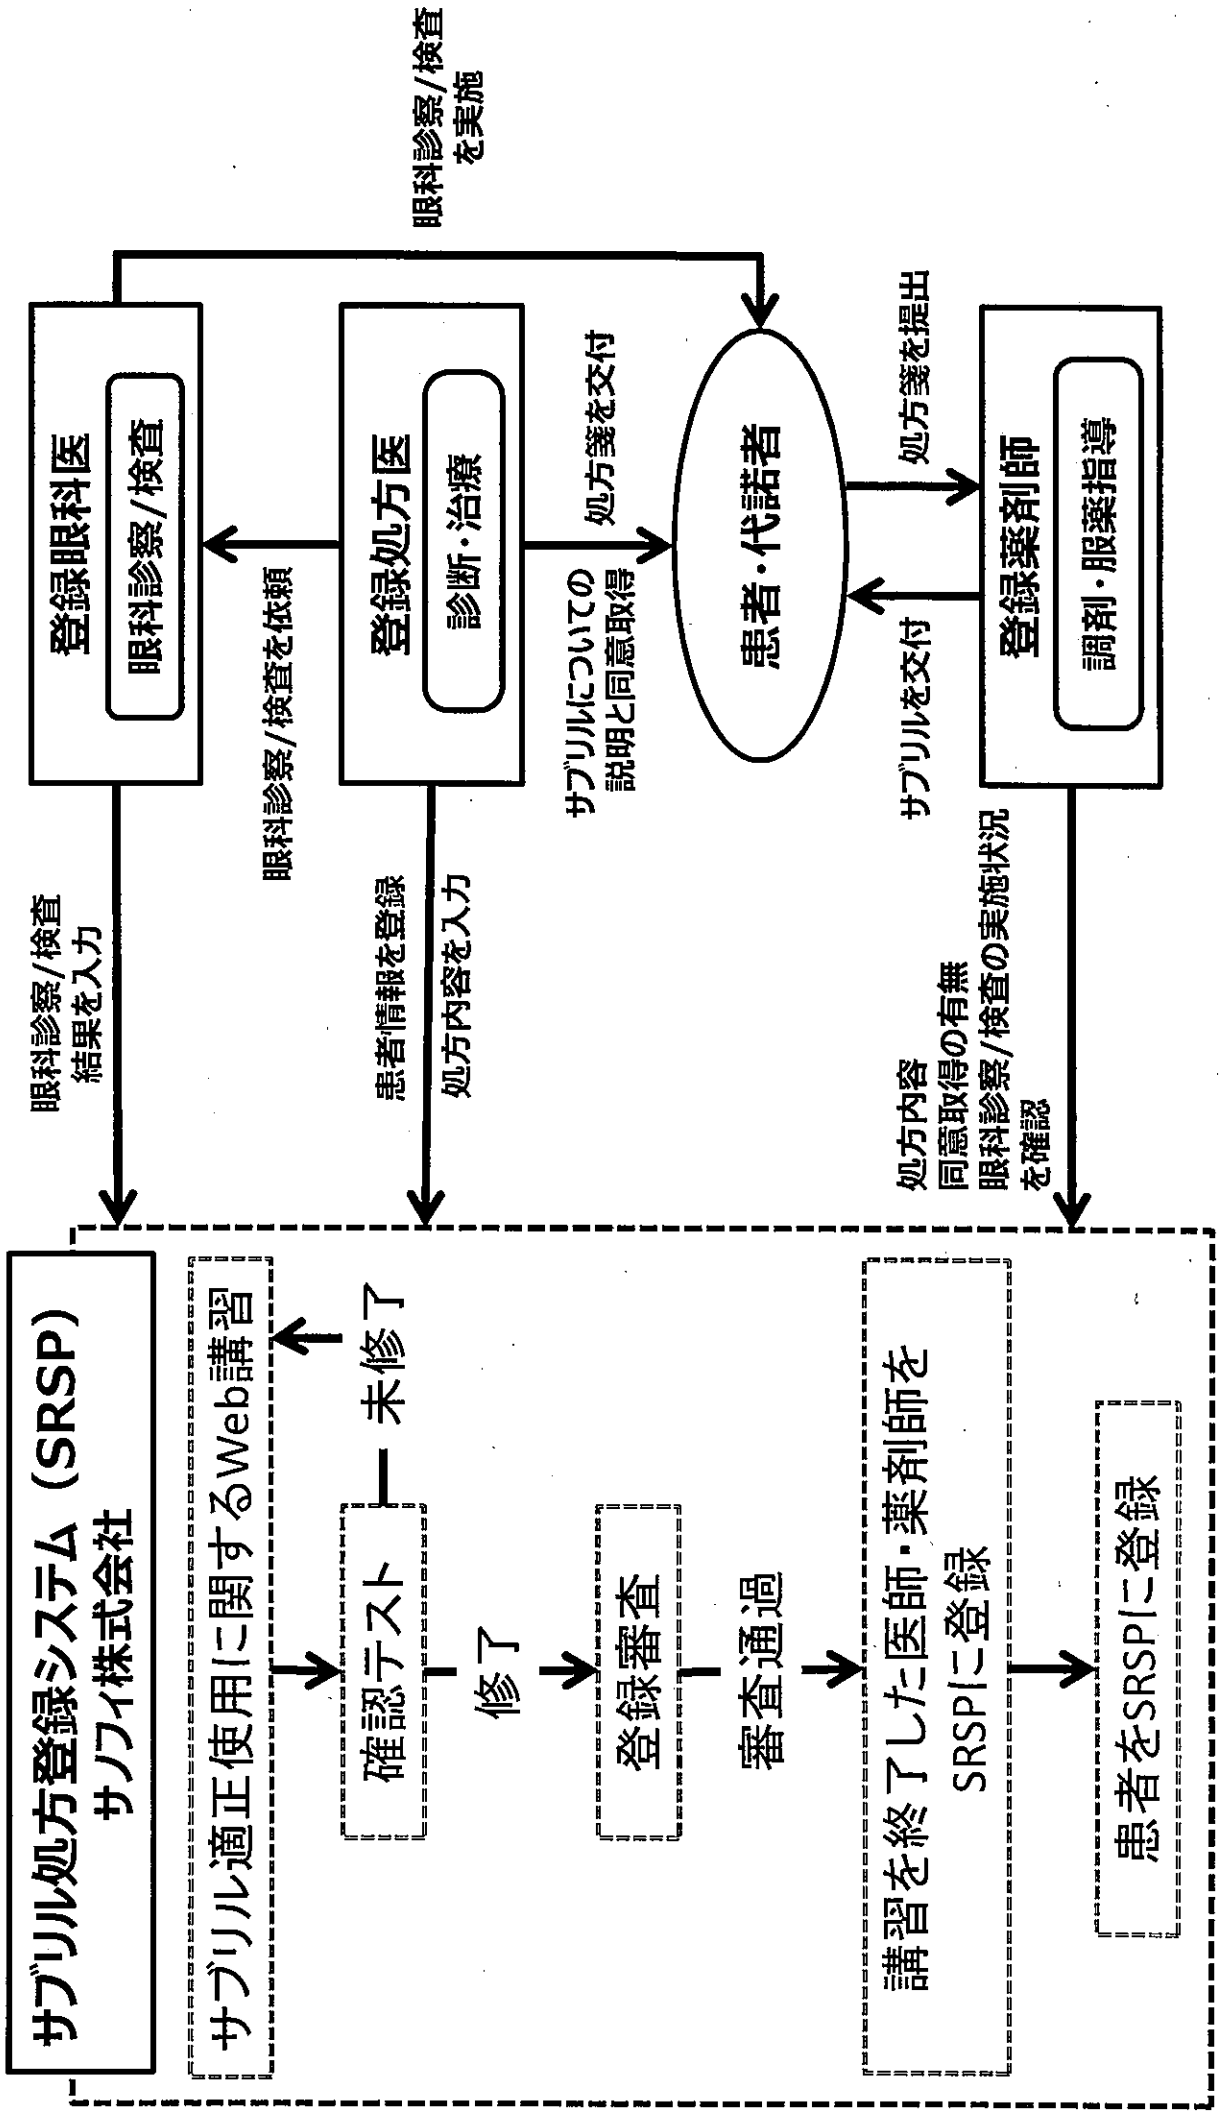 サブリル処方登録システム（SRSP）
サノフィ株式会社
サブリル適正使用に関するWeb講習
確認テスト
未修了
修了
登録審査
審査通過
講習を終了した医師・薬剤師を
SRSPに登録
患者をSRSPに登録
眼科診察/検査
結果を入力
患者情報を登録
処方内容を入力
処方内容
同意取得の有無
眼科診察/検査の実施状況
を確認
登録眼科医
眼科診察/検査
眼科診察/検査を依頼
登録処方医
診断・治療
サブリルについての
説明と同意取得
処方箋を交付
患者・代諾者
サブリルを交付
処方箋を提出
登録薬剤師
調剤・服薬指導
眼科診察/検査
を実施